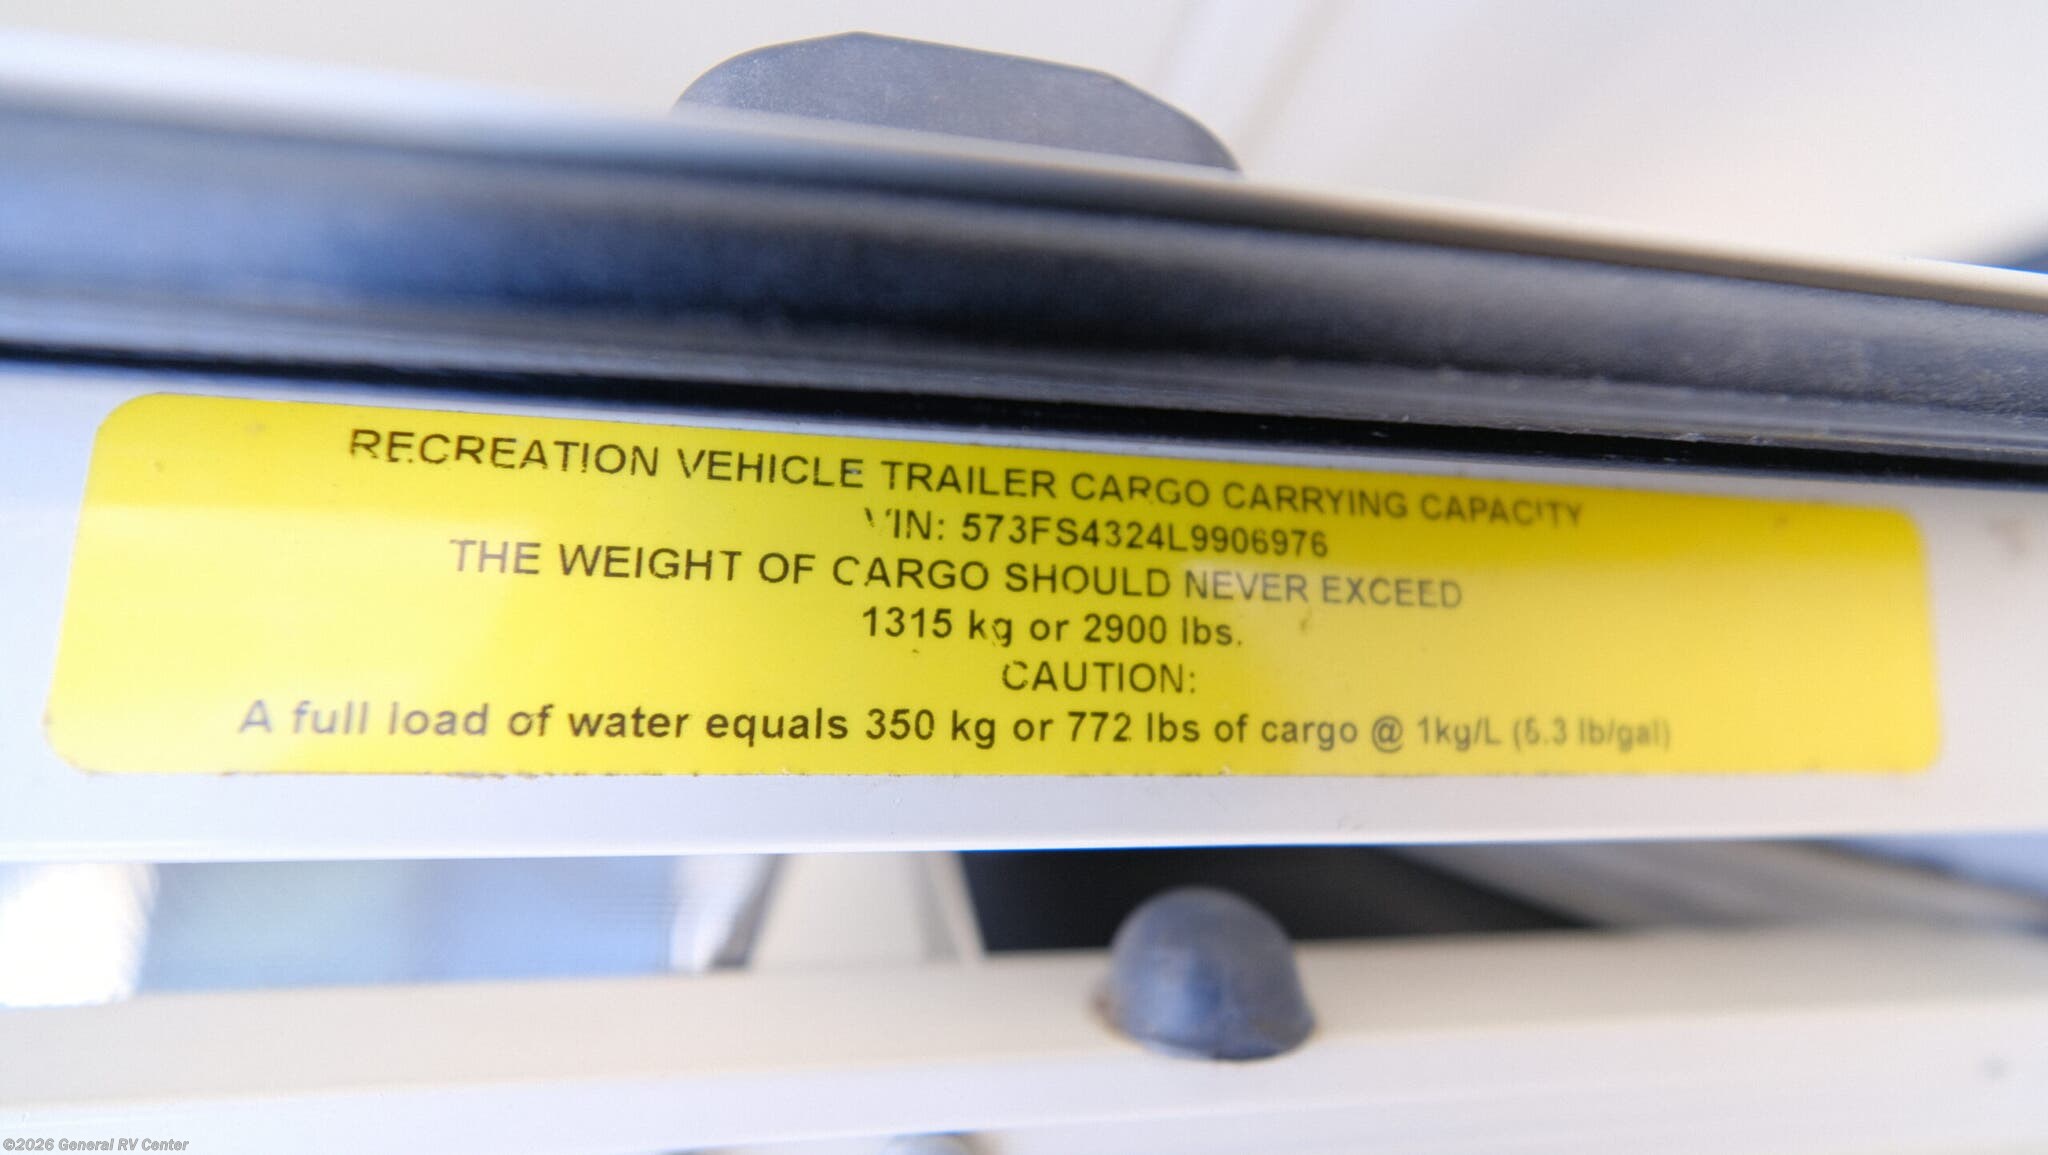 RECREATION VEHICLE TRAILER CARGO CARRYING CAPACITY
VIN: 573FS4324L9906976
THE WEIGHT OF CARGO SHOULD NEVER EXCEED
1315 kg or 2900 lbs.
CAUTION:
A full load of water equals 350 kg or 772 lbs of cargo @ 1kg/L (8.3 lb/gal)
©2026 General RV Center